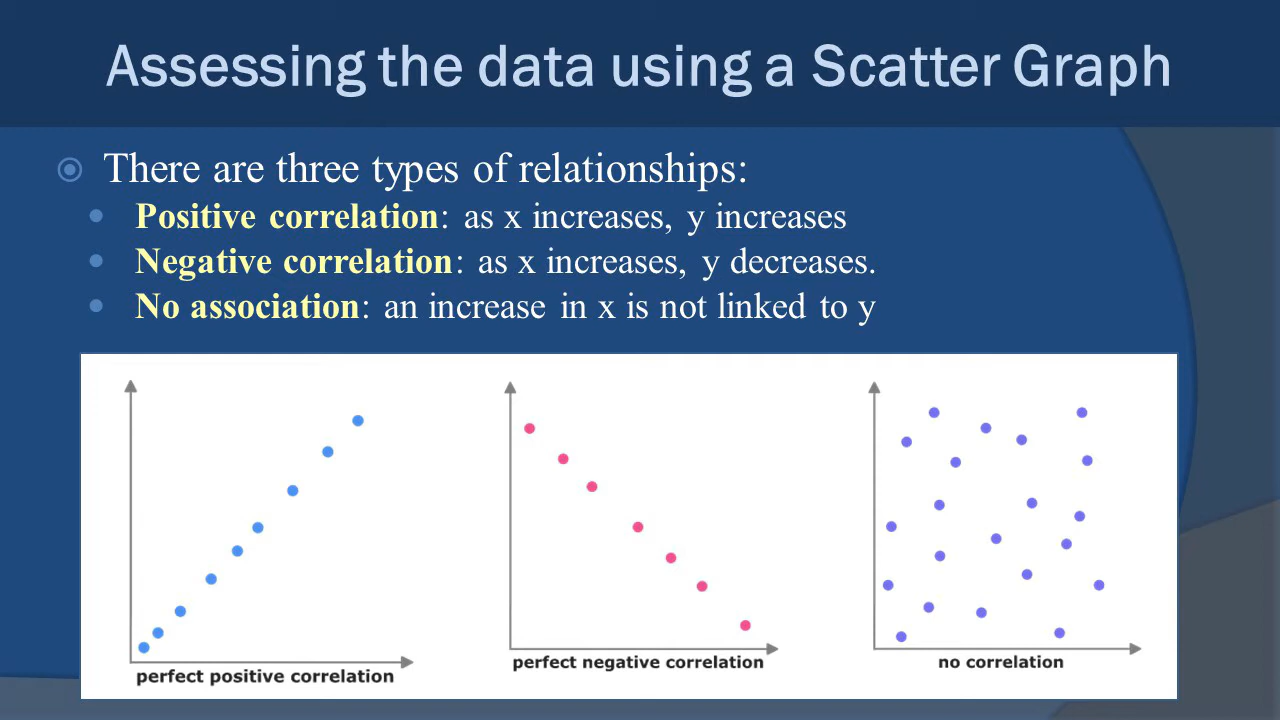 Assessing the data using a Scatter Graph
There are three types of relationships:
Positive correlation: as x increases, y increases
Negative correlation: as x increases, y decreases.
No association: an increase in x is not linked to y
perfect positive correlation
perfect negative correlation
no correlation